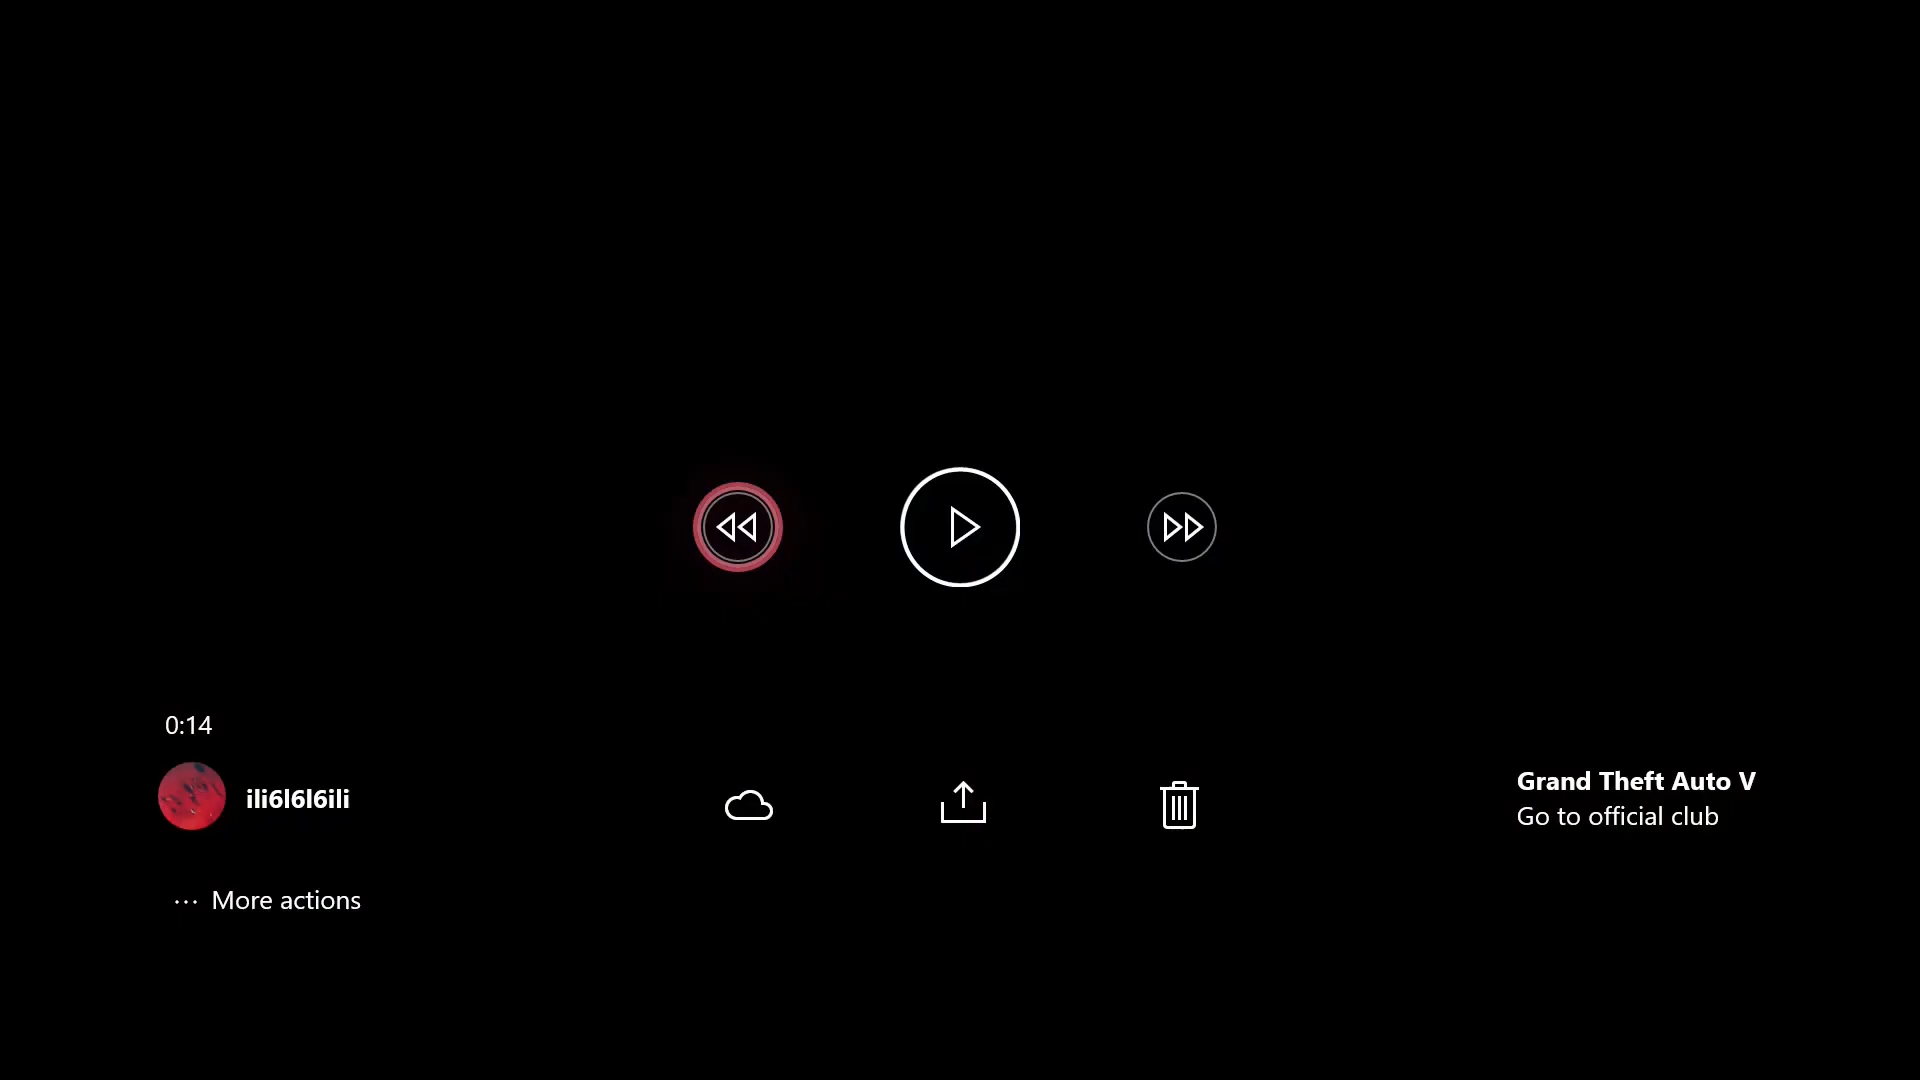 0:14
ili6l6l6ili
Grand Theft Auto V
Go to official club
··· More actions